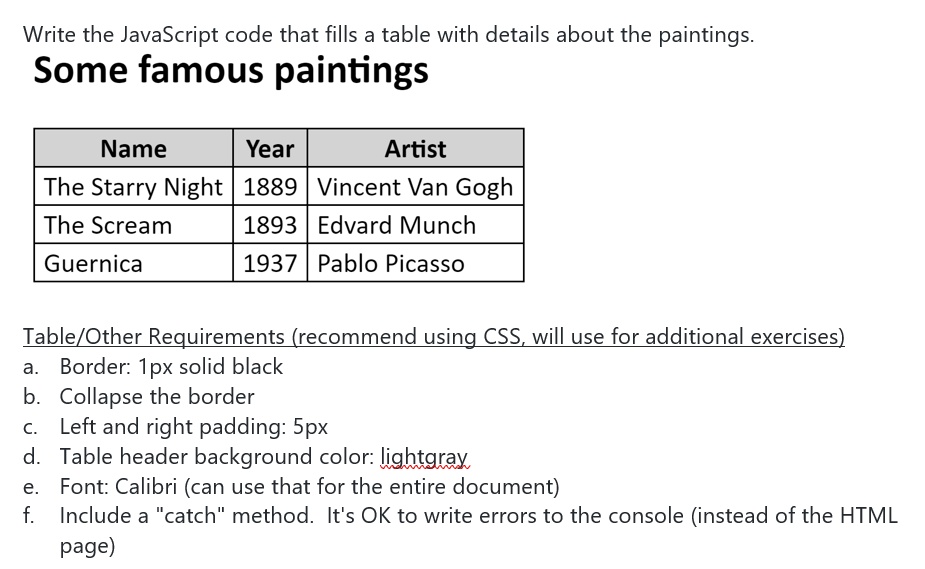 Write the JavaScript code that fills a table with details about the paintings.
Some famous paintings
Name Year Artist
The Starry Night 1889 Vincent Van Gogh
The Scream 1893 Edvard Munch
Guernica 1937 Pablo Picasso
Table/Other Requirements (recommend using CSS, will use for additional exercises)
a. Border: 1px solid black
b. Collapse the border
c. Left and right padding: 5px
d. Table header background color: lightgray
e. Font: Calibri (can use that for the entire document)
f. Include a "catch" method. It's OK to write errors to the console (instead of the HTML
page)